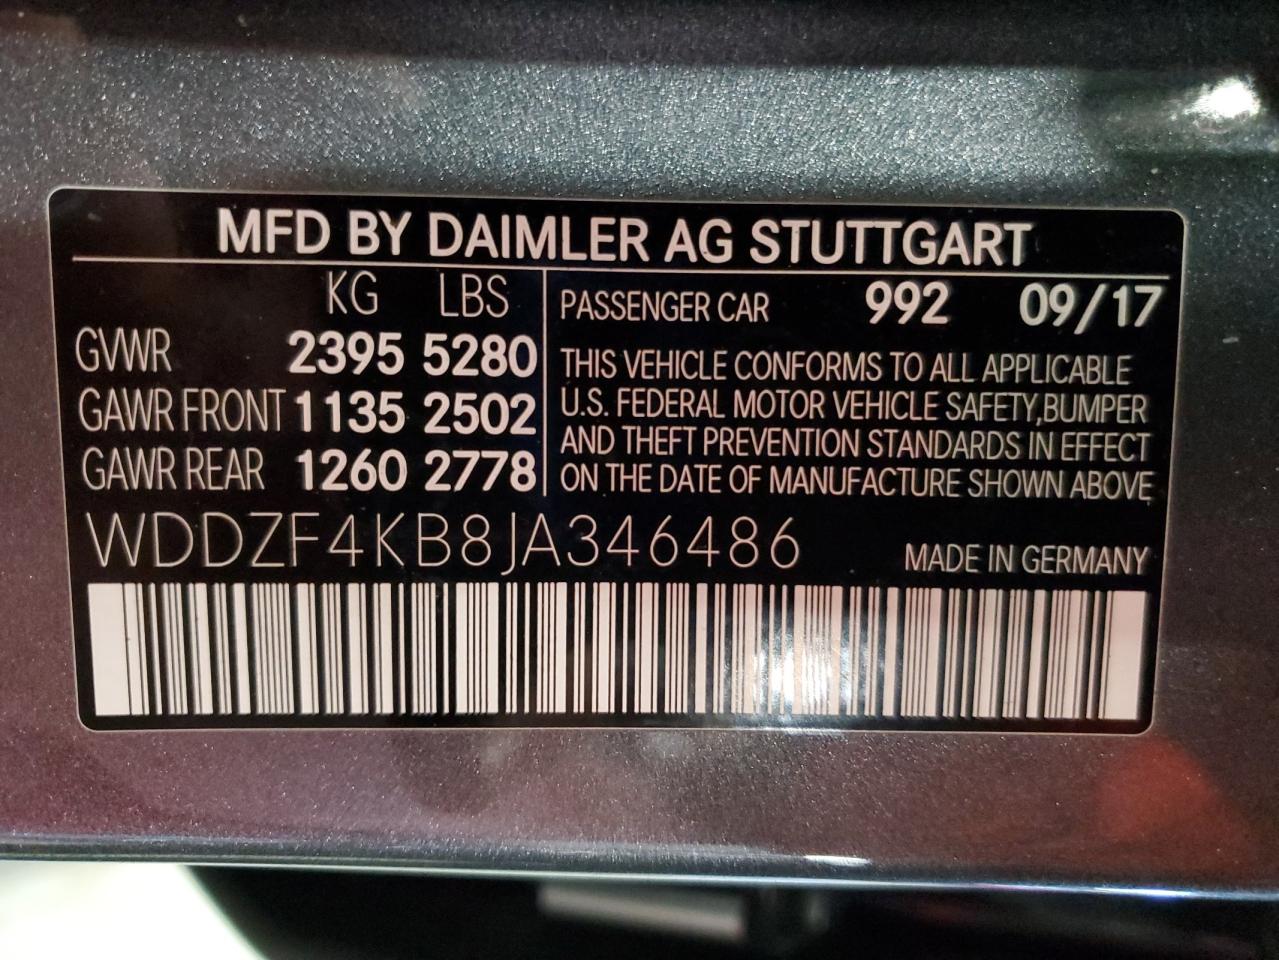 MFD BY DAIMLER AG STUTTGART
KG LBS
GVWR 2395 5280
GAWR FRONT 1135 2502
GAWR REAR 1260 2778
PASSENGER CAR 992 09/17
THIS VEHICLE CONFORMS TO ALL APPLICABLE
U.S. FEDERAL MOTOR VEHICLE SAFETY,BUMPER
AND THEFT PREVENTION STANDARDS IN EFFECT
ON THE DATE OF MANUFACTURE SHOWN ABOVE
WDDZF4KB8JA346486
MADE IN GERMANY